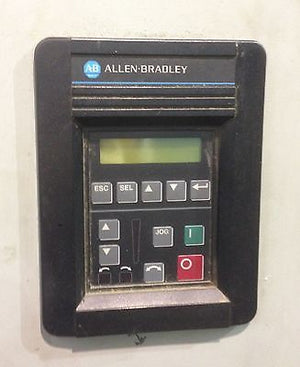 AB ALLEN-BRADLEY
ESC SEL
JOG I
O